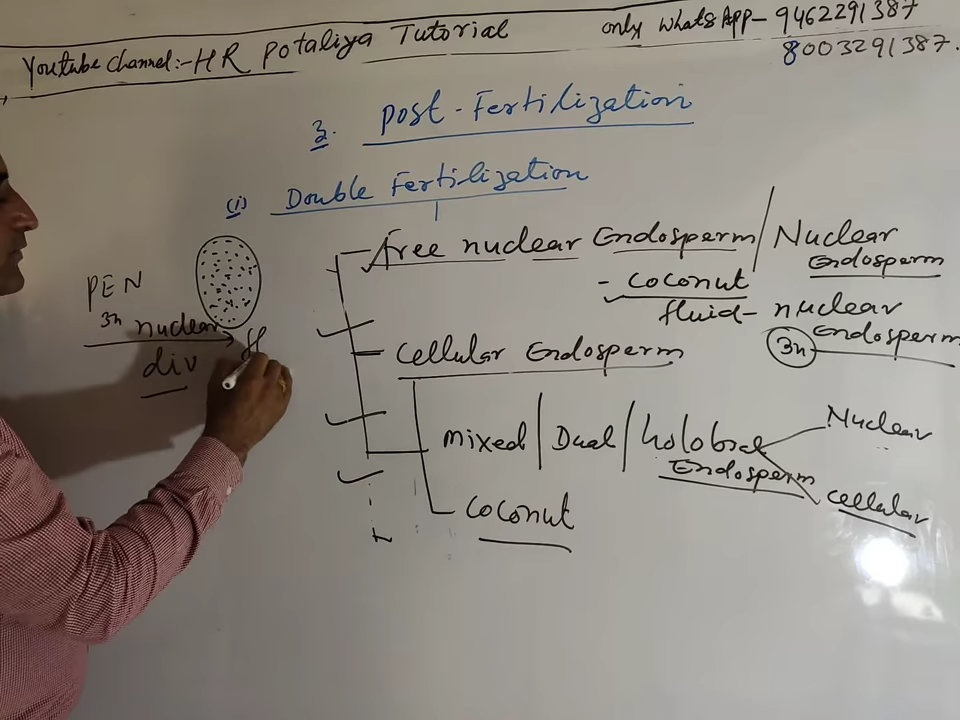 Youtube Channel:- HR Potaliya Tutorial
only WhatsApp- 9462291387
8003291387.
3. Post-Fertilization
(i) Double Fertilization
free nuclear Endosperm / Nuclear Endosperm
- Coconut
fluid- nuclear Endosperm
3n
Cellular Endosperm
mixed / Dual / Endosperm
Nuclear
Cellular
Coconut
PEN
3n nuclear
div